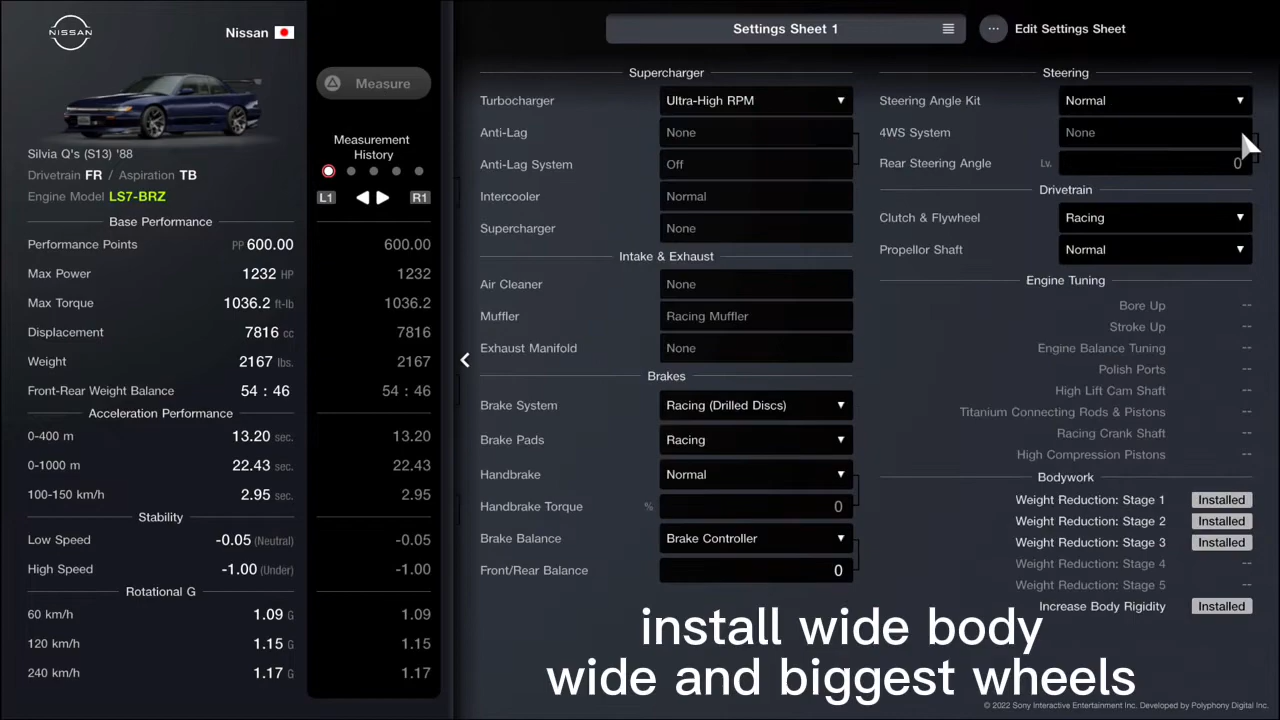 NISSAN
Nissan
Silvia Q's (S13) '88
Drivetrain FR / Aspiration TB
Engine Model LS7-BRZ
Base Performance
Performance Points PP 600.00
Max Power 1232 HP
Max Torque 1036.2 ft-lb
Displacement 7816 cc
Weight 2167 lbs.
Front-Rear Weight Balance 54 : 46
Acceleration Performance
0-400 m 13.20 sec.
0-1000 m 22.43 sec.
100-150 km/h 2.95 sec.
Stability
Low Speed -0.05 (Neutral)
High Speed -1.00 (Under)
Rotational G
60 km/h 1.09 G
120 km/h 1.15 G
240 km/h 1.17 G
Measure
Measurement
History
L1 R1
600.00
1232
1036.2
7816
2167
54 : 46
13.20
22.43
2.95
-0.05
-1.00
1.09
1.15
1.17
Settings Sheet 1
Edit Settings Sheet
Supercharger
Turbocharger Ultra-High RPM
Anti-Lag None
Anti-Lag System Off
Intercooler Normal
Supercharger None
Intake & Exhaust
Air Cleaner None
Muffler Racing Muffler
Exhaust Manifold None
Brakes
Brake System Racing (Drilled Discs)
Brake Pads Racing
Handbrake Normal
Handbrake Torque % 0
Brake Balance Brake Controller
Front/Rear Balance 0
Steering
Steering Angle Kit Normal
4WS System None
Rear Steering Angle Lv. 0
Drivetrain
Clutch & Flywheel Racing
Propellor Shaft Normal
Engine Tuning
Bore Up --
Stroke Up --
Engine Balance Tuning --
Polish Ports --
High Lift Cam Shaft --
Titanium Connecting Rods & Pistons --
Racing Crank Shaft --
High Compression Pistons --
Bodywork
Weight Reduction: Stage 1 Installed
Weight Reduction: Stage 2 Installed
Weight Reduction: Stage 3 Installed
Weight Reduction: Stage 4 --
Weight Reduction: Stage 5 --
Increase Body Rigidity Installed
install wide body
wide and biggest wheels
© 2022 Sony Interactive Entertainment Inc. Developed by Polyphony Digital Inc.